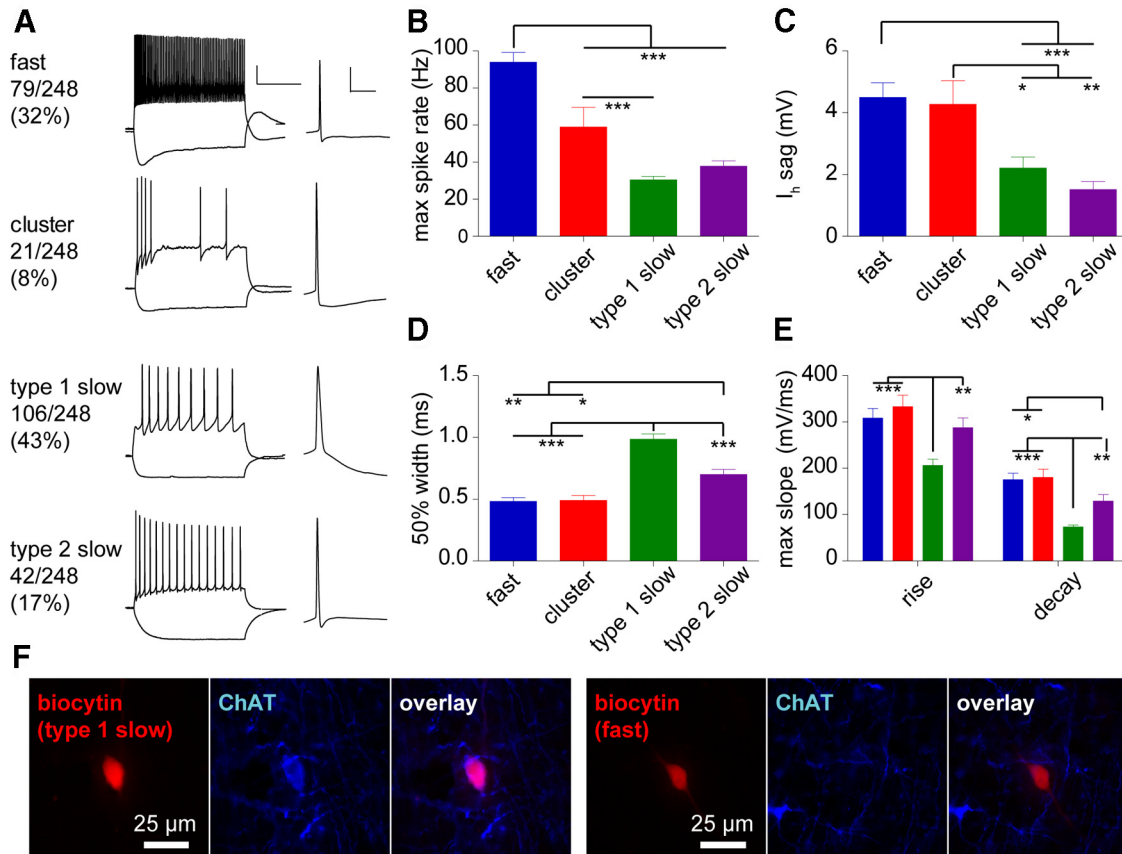 A
fast
79/248
(32%)
cluster
21/248
(8%)
type 1 slow
106/248
(43%)
type 2 slow
42/248
(17%)
B
max spike rate (Hz)
100
80
60
40
20
0
***
***
fast
cluster
type 1 slow
type 2 slow
C
Ih sag (mV)
6
4
2
0
***
*
**
fast
cluster
type 1 slow
type 2 slow
D
50% width (ms)
1.5
1.0
0.5
0.0
**
*
***
***
fast
cluster
type 1 slow
type 2 slow
E
max slope (mV/ms)
400
300
200
100
0
***
**
*
***
**
rise
decay
F
biocytin
(type 1 slow)
25 µm
ChAT
overlay
biocytin
(fast)
25 µm
ChAT
overlay